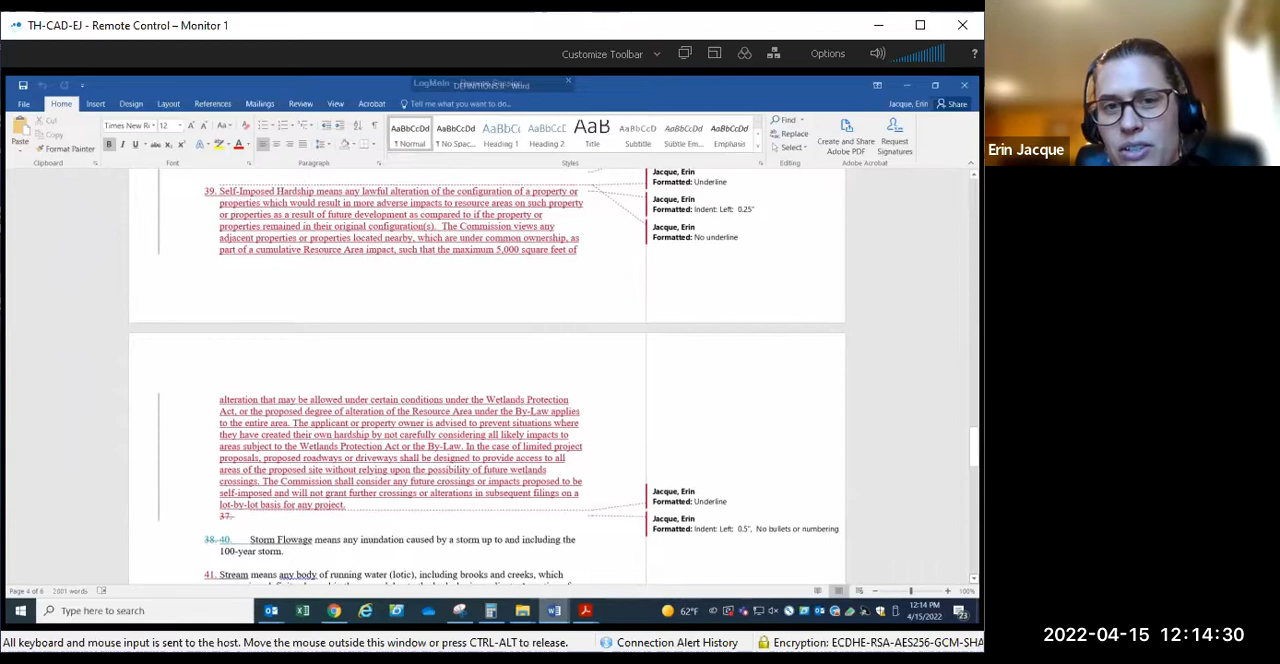 TH-CAD-EJ - Remote Control - Monitor 1
Customize Toolbar
Options
?
LogMeIn - Remote Session
DEFINITIONS.8 - Word
File Home Insert Design Layout References Mailings Review View Acrobat Tell me what you want to do...
Jacque, Erin Share
Cut
Copy
Format Painter
Paste
Clipboard
Times New R 12
Font
Paragraph
AaBbCcDd AaBbCcDd AaBbCc AaBbCcD AaB AaBbCcD AaBbCcDd AaBbCcDd
¶ Normal ¶ No Spac... Heading 1 Heading 2 Title Subtitle Subtle Em... Emphasis
Styles
Find
Replace
Select
Editing
Create and Share Adobe PDF
Request Signatures
Adobe Acrobat
39. Self-Imposed Hardship means any lawful alteration of the configuration of a property or
properties which would result in more adverse impacts to resource areas on such property
or properties as a result of future development as compared to if the property or
properties remained in their original configuration(s). The Commission views any
adjacent properties or properties located nearby, which are under common ownership, as
part of a cumulative Resource Area impact, such that the maximum 5,000 square feet of
Jacque, Erin
Formatted: Underline
Jacque, Erin
Formatted: Indent: Left: 0.25"
Jacque, Erin
Formatted: No underline
alteration that may be allowed under certain conditions under the Wetlands Protection
Act, or the proposed degree of alteration of the Resource Area under the By-Law applies
to the entire area. The applicant or property owner is advised to prevent situations where
they have created their own hardship by not carefully considering all likely impacts to
areas subject to the Wetlands Protection Act or the By-Law. In the case of limited project
proposals, proposed roadways or driveways shall be designed to provide access to all
areas of the proposed site without relying upon the possibility of future wetlands
crossings. The Commission shall consider any future crossings or impacts proposed to be
self-imposed and will not grant further crossings or alterations in subsequent filings on a
lot-by-lot basis for any project.
37.
Jacque, Erin
Formatted: Underline
Jacque, Erin
Formatted: Indent: Left: 0.5", No bullets or numbering
38. 40. Storm Flowage means any inundation caused by a storm up to and including the
100-year storm.
41. Stream means any body of running water (lotic), including brooks and creeks, which
Page 4 of 6 2001 words
100%
Type here to search
62°F
12:14 PM
4/15/2022
23
All keyboard and mouse input is sent to the host. Move the mouse outside this window or press CTRL-ALT to release.
Connection Alert History
Encryption: ECDHE-RSA-AES256-GCM-SHA
Erin Jacque
2022-04-15 12:14:30